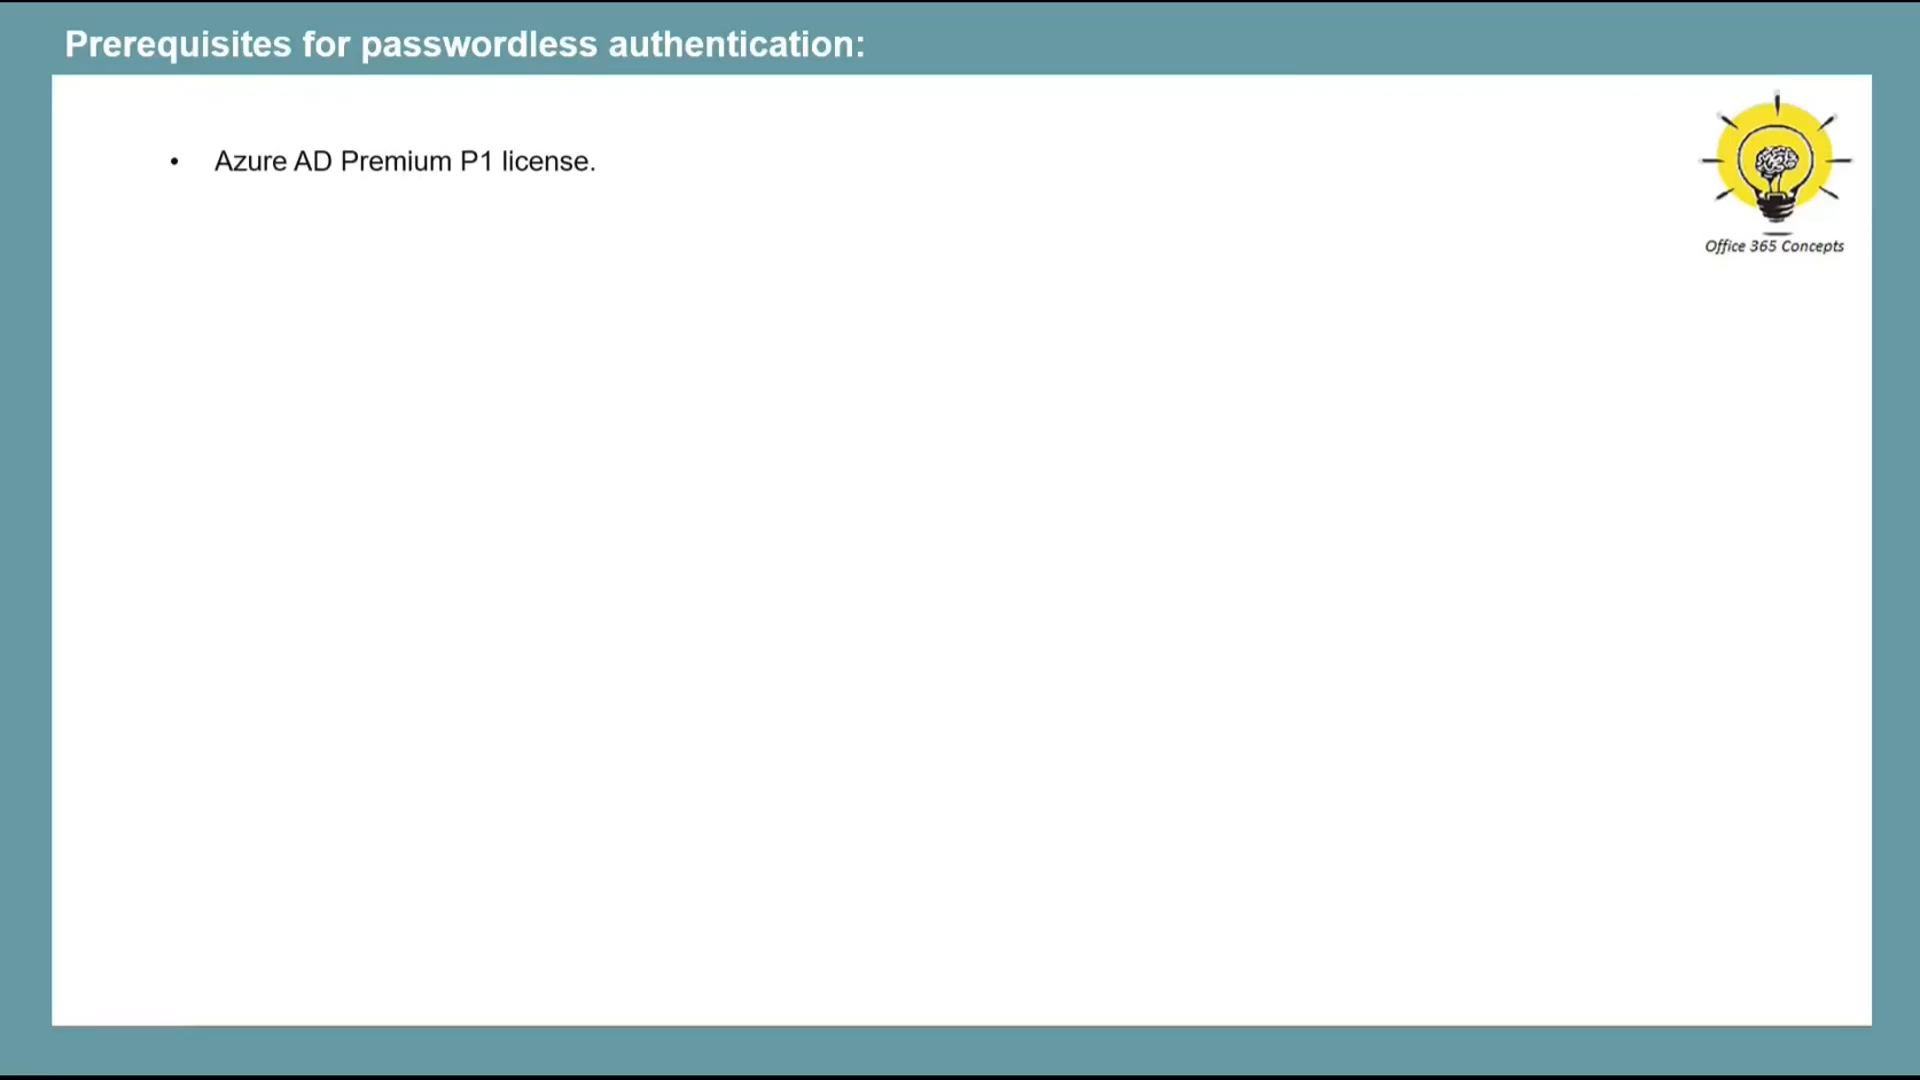 Prerequisites for passwordless authentication:
• Azure AD Premium P1 license.
Office 365 Concepts